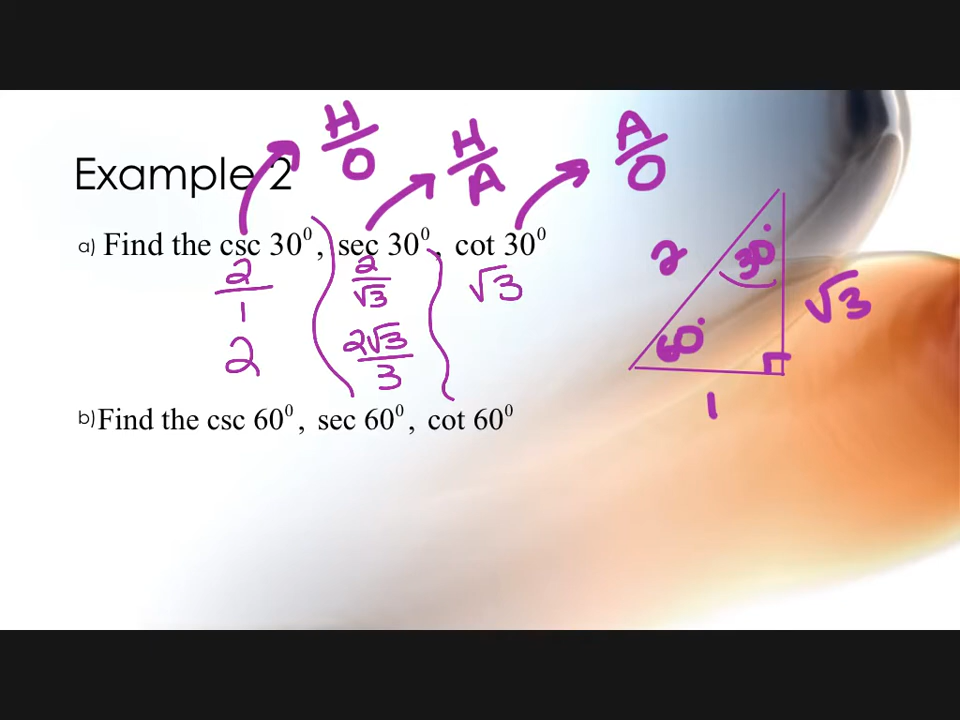 H/O H/A A/O
Example 2
a) Find the csc 30⁰, sec 30⁰, cot 30⁰
2/1 2/√3 √3
2 2√3/3
b) Find the csc 60⁰, sec 60⁰, cot 60⁰
30°
2
√3
60°
1